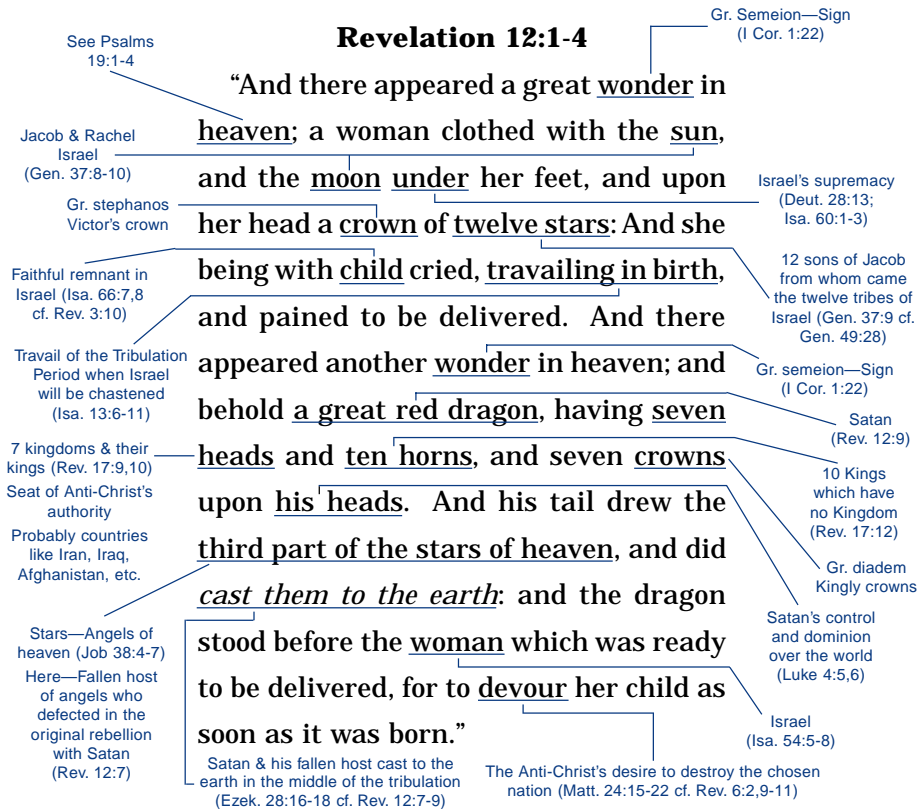 Revelation 12:1-4
“And there appeared a great wonder in
heaven; a woman clothed with the sun,
and the moon under her feet, and upon
her head a crown of twelve stars: And she
being with child cried, travailing in birth,
and pained to be delivered. And there
appeared another wonder in heaven; and
behold a great red dragon, having seven
heads and ten horns, and seven crowns
upon his heads. And his tail drew the
third part of the stars of heaven, and did
cast them to the earth: and the dragon
stood before the woman which was ready
to be delivered, for to devour her child as
soon as it was born.”
See Psalms
19:1-4
Jacob & Rachel
Israel
(Gen. 37:8-10)
Gr. stephanos
Victor’s crown
Faithful remnant in
Israel (Isa. 66:7,8
cf. Rev. 3:10)
Travail of the Tribulation
Period when Israel
will be chastened
(Isa. 13:6-11)
7 kingdoms & their
kings (Rev. 17:9,10)
Seat of Anti-Christ’s
authority
Probably countries
like Iran, Iraq,
Afghanistan, etc.
Stars—Angels of
heaven (Job 38:4-7)
Here—Fallen host
of angels who
defected in the
original rebellion
with Satan
(Rev. 12:7)
Satan & his fallen host cast to the
earth in the middle of the tribulation
(Ezek. 28:16-18 cf. Rev. 12:7-9)
Gr. Semeion—Sign
(I Cor. 1:22)
Israel’s supremacy
(Deut. 28:13;
Isa. 60:1-3)
12 sons of Jacob
from whom came
the twelve tribes of
Israel (Gen. 37:9 cf.
Gen. 49:28)
Gr. semeion—Sign
(I Cor. 1:22)
Satan
(Rev. 12:9)
10 Kings
which have
no Kingdom
(Rev. 17:12)
Gr. diadem
Kingly crowns
Satan’s control
and dominion
over the world
(Luke 4:5,6)
Israel
(Isa. 54:5-8)
The Anti-Christ’s desire to destroy the chosen
nation (Matt. 24:15-22 cf. Rev. 6:2,9-11)